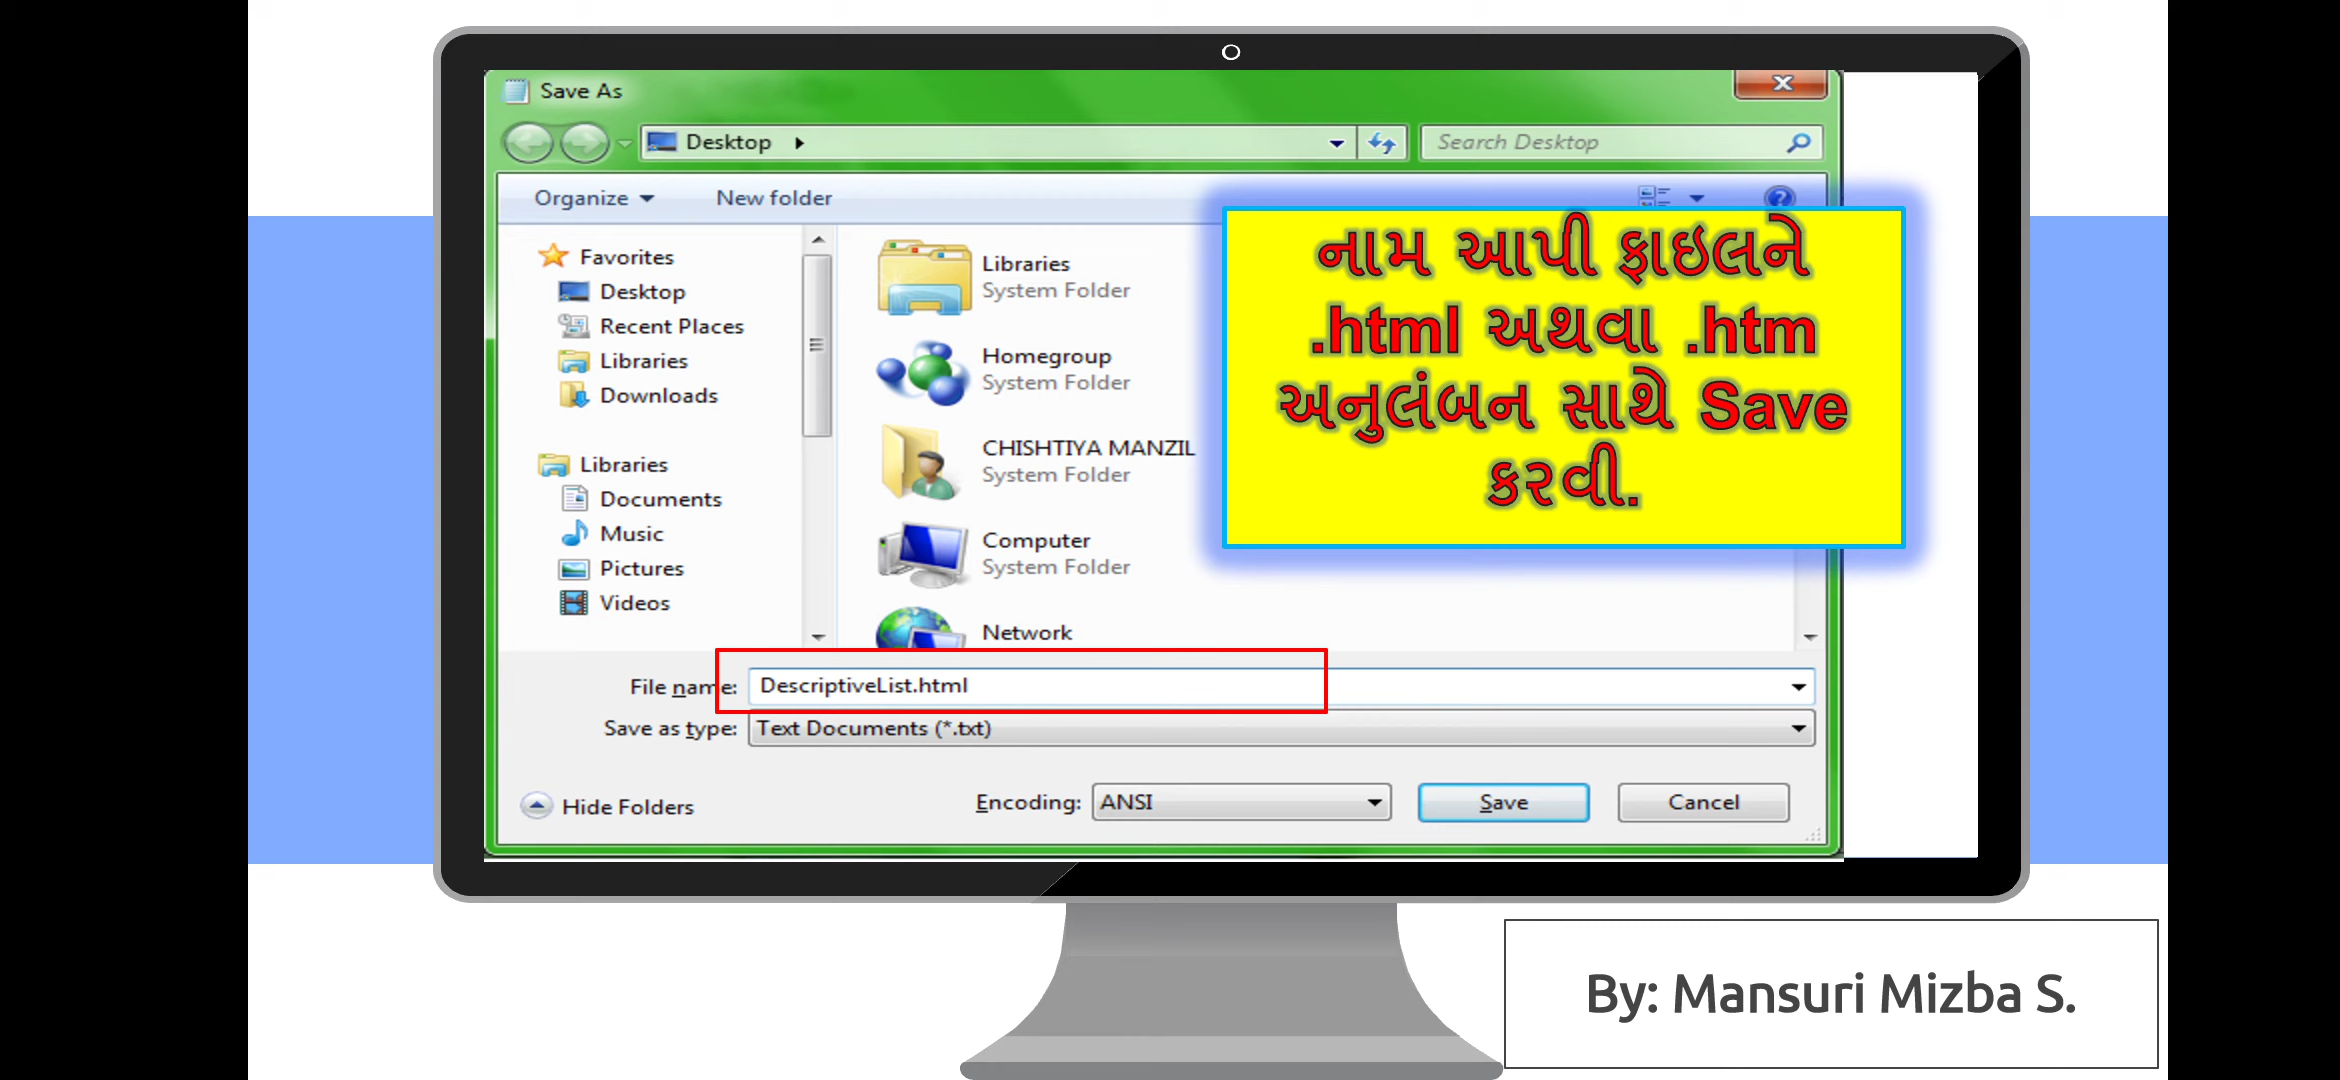 Save As
Desktop
Search Desktop
Organize
New folder
Favorites
Desktop
Recent Places
Libraries
Downloads
Libraries
Documents
Music
Pictures
Videos
Libraries
System Folder
Homegroup
System Folder
CHISHTIYA MANZIL
System Folder
Computer
System Folder
Network
નામ આપી ફાઇલને
.html અથવા .htm
અનુલંબન સાથે Save
કરવી.
File name: DescriptiveList.html
Save as type: Text Documents (*.txt)
Hide Folders
Encoding: ANSI
Save
Cancel
By: Mansuri Mizba S.